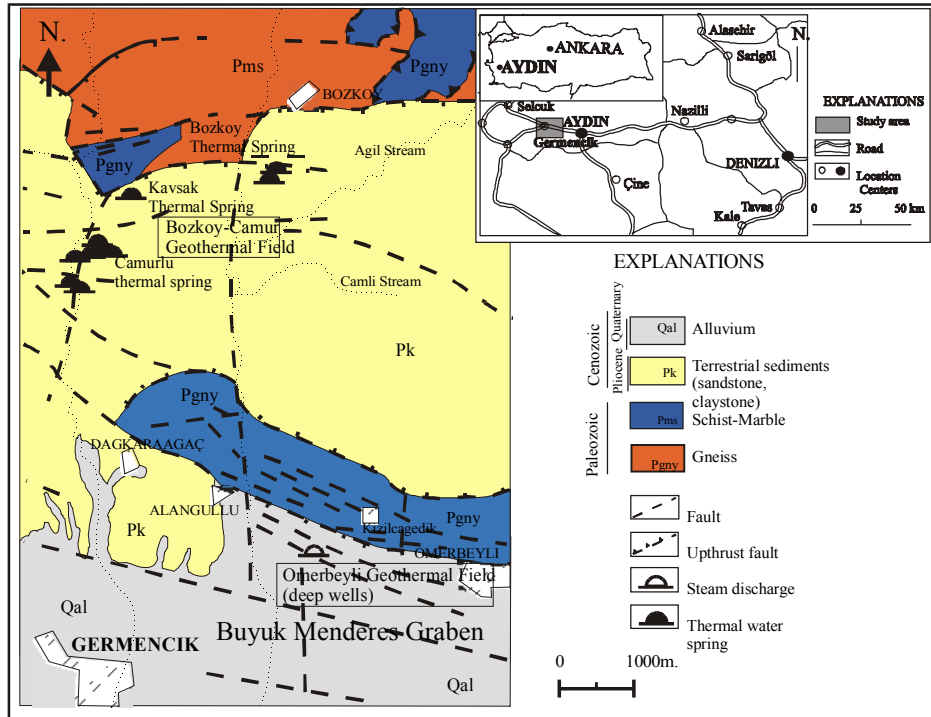 N.
Pms
Pgny
BOZKOY
Bozkoy
Thermal Spring
Agil Stream
Pgny
Kavsak
Thermal Spring
Bozkoy-Camur
Geothermal Field
Camurlu
thermal spring
Camli Stream
Pk
Pgny
DAGKARAAGAÇ
ALANGULLU
Kizilcagedik
Pgny
Pk
OMERBEYLI
Omerbeyli Geothermal Field
(deep wells)
Qal
Buyuk Menderes Graben
GERMENCIK
Qal
ANKARA
AYDIN
Alasehir
Sarigöl
N.
Selcuk
AYDIN
Nazilli
Germencik
DENIZLI
Çine
Tavas
Kale
EXPLANATIONS
Study area
Road
Location
Centers
0 25 50 km
EXPLANATIONS
Cenozoic
Quaternary
Qal Alluvium
Pliocene
Pk Terrestrial sediments
(sandstone,
claystone)
Paleozoic
Pms Schist-Marble
Pgny Gneiss
Fault
Upthrust fault
Steam discharge
Thermal water
spring
0 1000m.